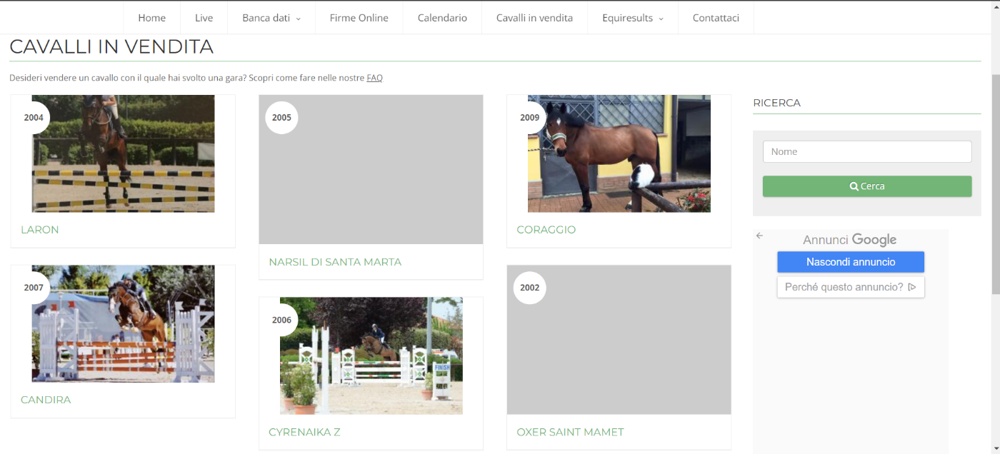 Home
Live
Banca dati
Firme Online
Calendario
Cavalli in vendita
Equiresults
Contattaci
CAVALLI IN VENDITA
Desideri vendere un cavallo con il quale hai svolto una gara? Scopri come fare nelle nostre FAQ
2004
LARON
2005
NARSIL DI SANTA MARTA
2009
CORAGGIO
2007
CANDIRA
2006
FINISH
CYRENAIKA Z
2002
OXER SAINT MAMET
RICERCA
Nome
Cerca
Annunci Google
Nascondi annuncio
Perché questo annuncio?